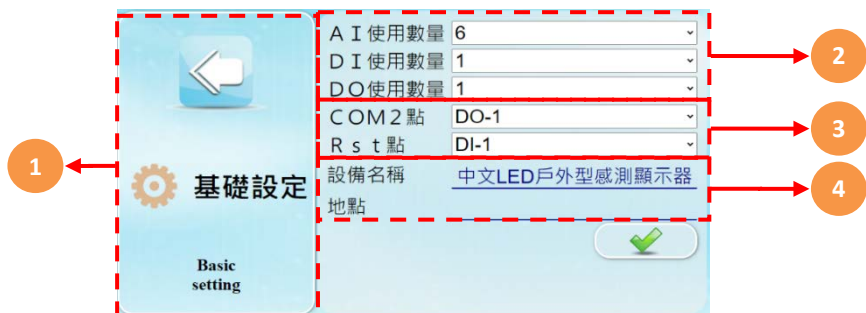 AI使用數量 6
DI使用數量 1
DO使用數量 1
COM2點 DO-1
Rst點 DI-1
設備名稱 中文LED戶外型感測顯示器
地點
基礎設定
Basic
setting
1
2
3
4